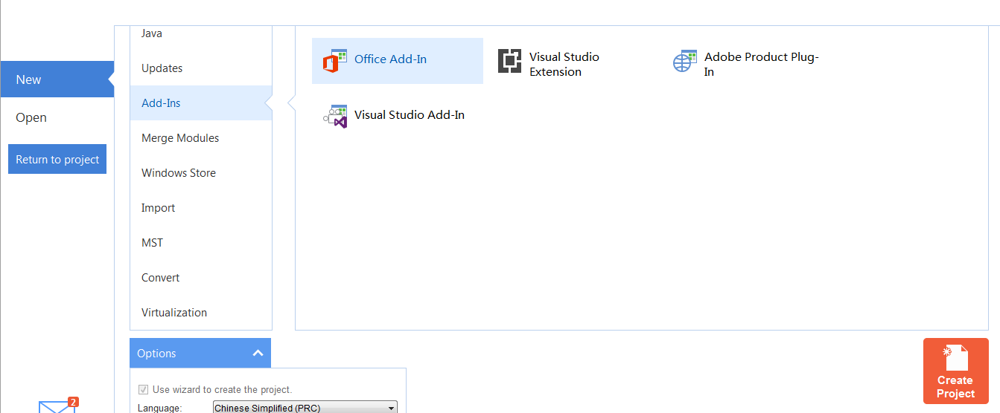 New
Open
Return to project
2
Java
Updates
Add-Ins
Merge Modules
Windows Store
Import
MST
Convert
Virtualization
Office Add-In
Visual Studio
Extension
Adobe Product Plug-
In
Visual Studio Add-In
Options
Use wizard to create the project.
Language:
Chinese Simplified (PRC)
Create
Project